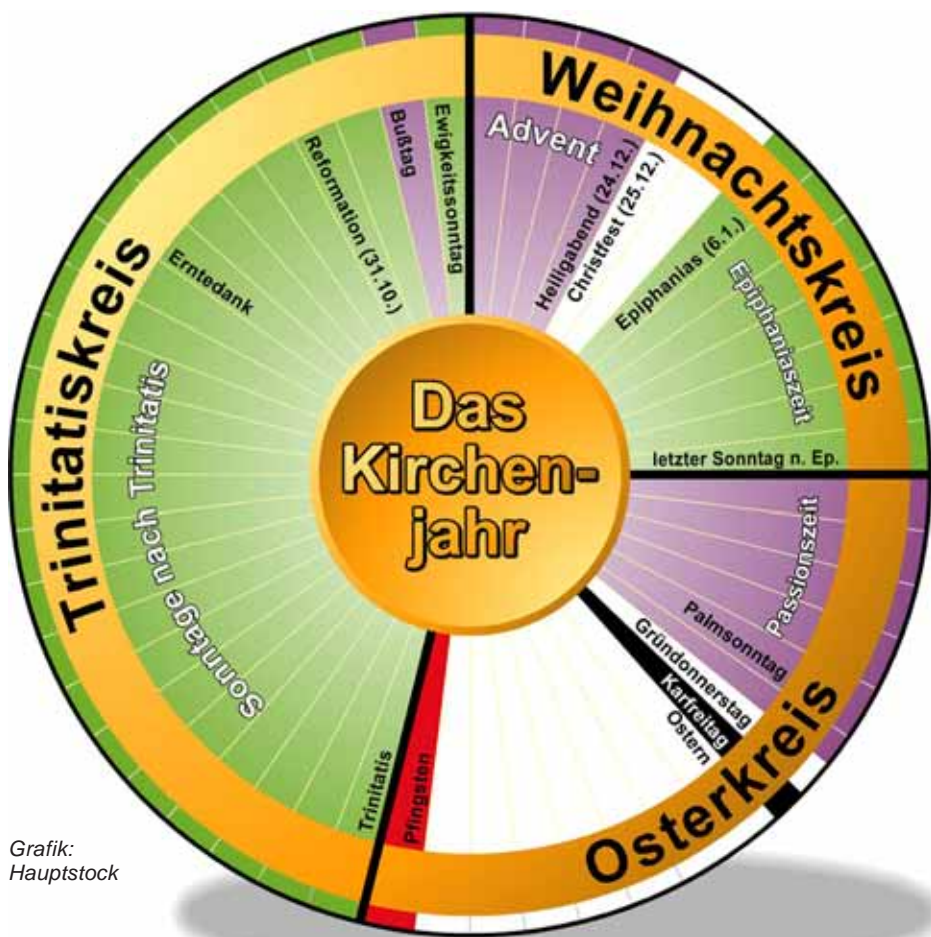 Das
Kirchen-
jahr
Weihnachtskreis
Advent
Heiligabend (24.12.)
Christfest (25.12.)
Epiphanias (6.1.)
Epiphaniaszeit
letzter Sonntag n. Ep.
Osterkreis
Passionszeit
Palmsonntag
Gründonnerstag
Karfreitag
Ostern
Pfingsten
Trinitatiskreis
Trinitatis
Sonntage nach Trinitatis
Erntedank
Reformation (31.10.)
Bußtag
Ewigkeitssonntag
Grafik:
Hauptstock